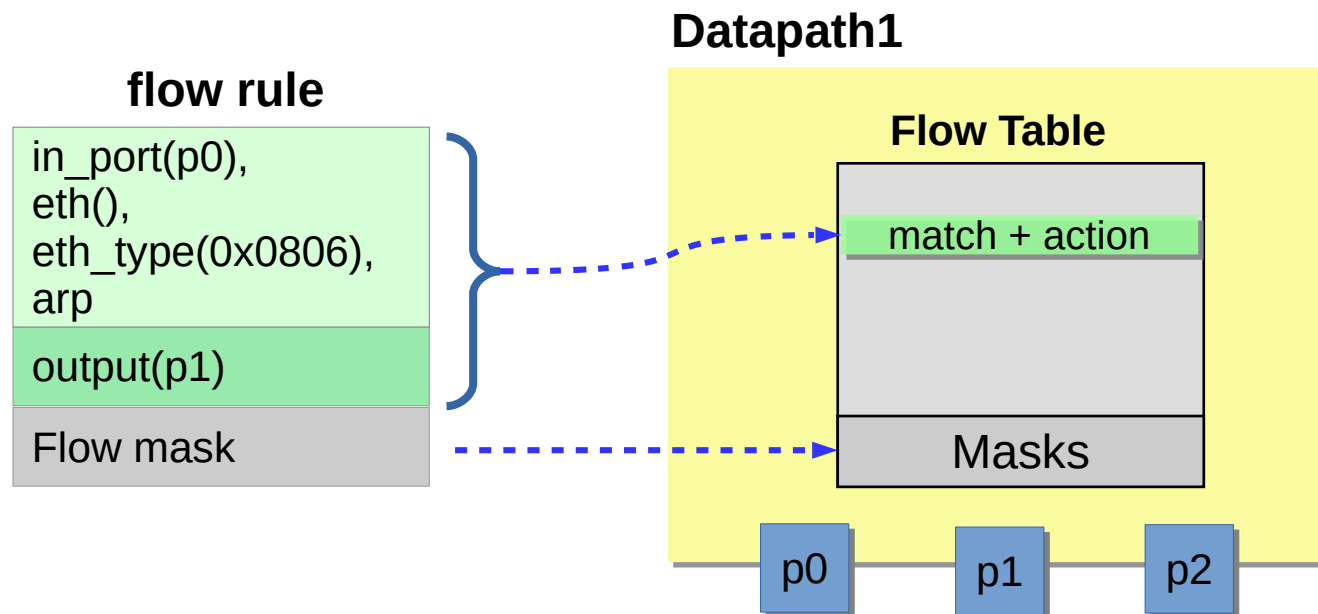 Datapath1
flow rule
in_port(p0),
eth(),
eth_type(0x0806),
arp
output(p1)
Flow mask
Flow Table
match + action
Masks
p0
p1
p2